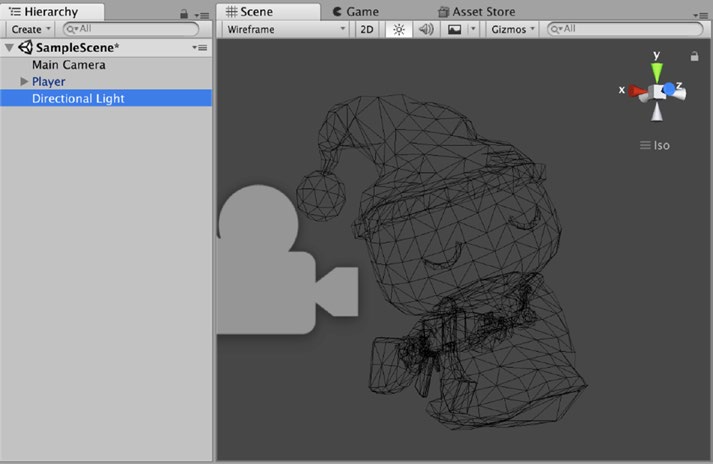 Hierarchy
Create All
SampleScene*
Main Camera
Player
Directional Light
Scene Game Asset Store
Wireframe 2D Gizmos All
y
x z
Iso